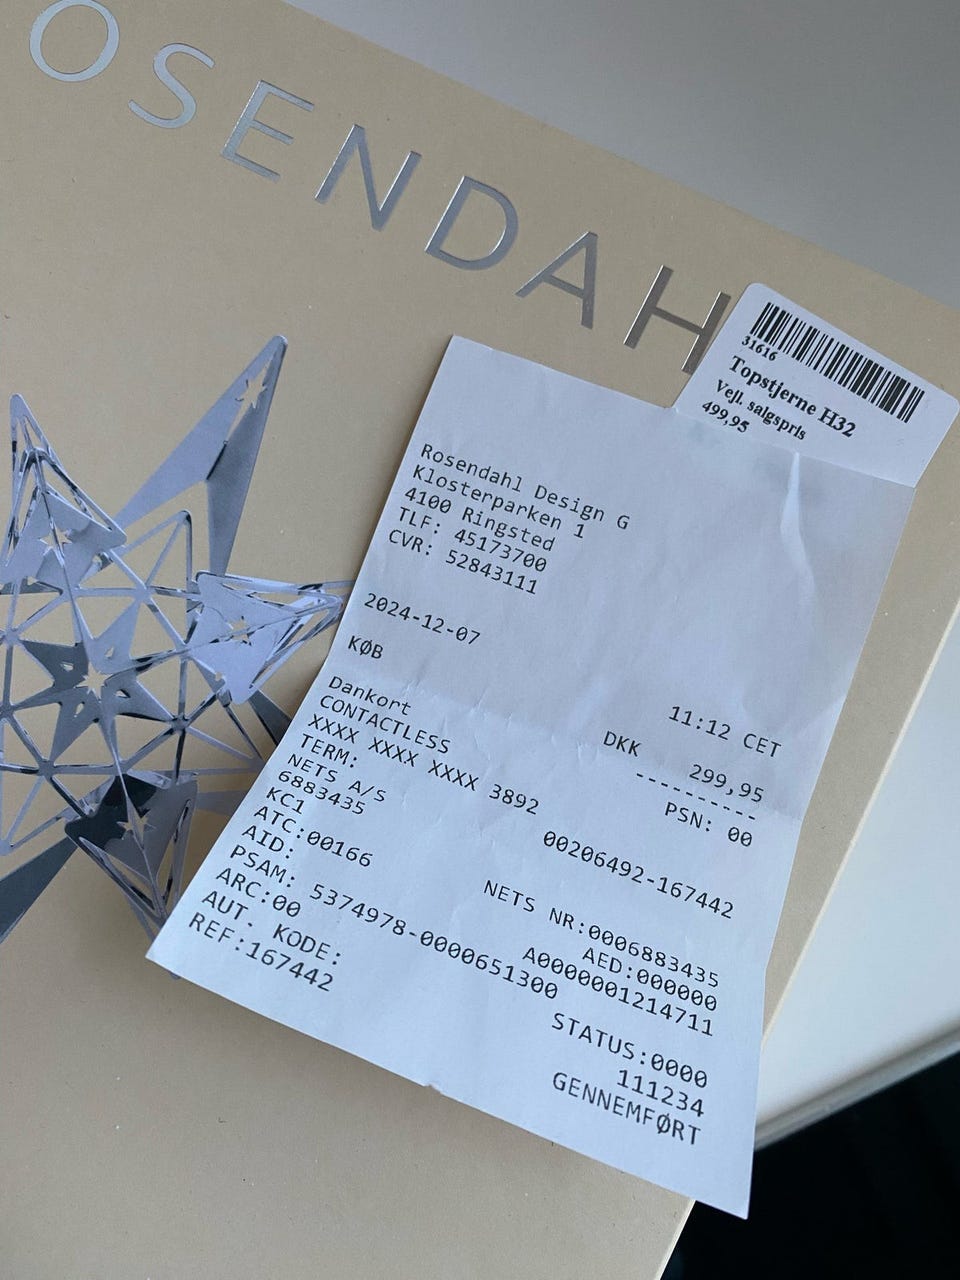 OSENDAH
31616
Topstjerne H32
Vejl. salgspris
499,95
Rosendahl Design G
Klosterparken 1
4100 Ringsted
TLF: 45173700
CVR: 52843111
2024-12-07 11:12 CET
KØB DKK 299,95
----------
Dankort PSN: 00
CONTACTLESS
XXXX XXXX XXXX 3892
TERM: 00206492-167442
NETS A/S
6883435 NETS NR:0006883435
KC1
ATC:00166 AED:000000
AID: A0000001214711
PSAM: 5374978-0000651300
ARC:00 STATUS:0000
AUT. KODE: 111234
REF:167442 GENNEMFØRT